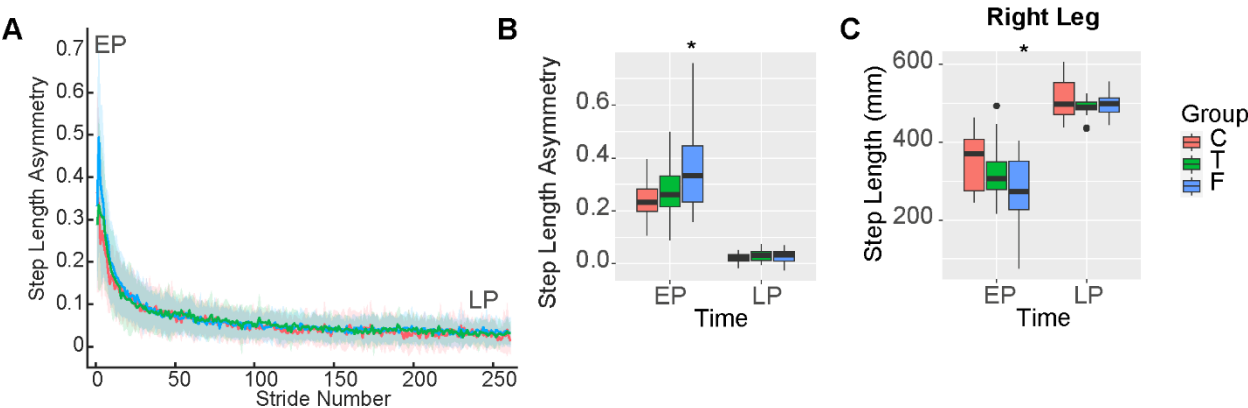 A
EP
0.7
0.6
0.5
0.4
0.3
0.2
0.1
0
Step Length Asymmetry
LP
0 50 100 150 200 250
Stride Number
B
*
0.6
0.4
0.2
0.0
Step Length Asymmetry
EP LP
Time
Right Leg
C
*
600
400
200
Step Length (mm)
EP LP
Time
Group
C
T
F